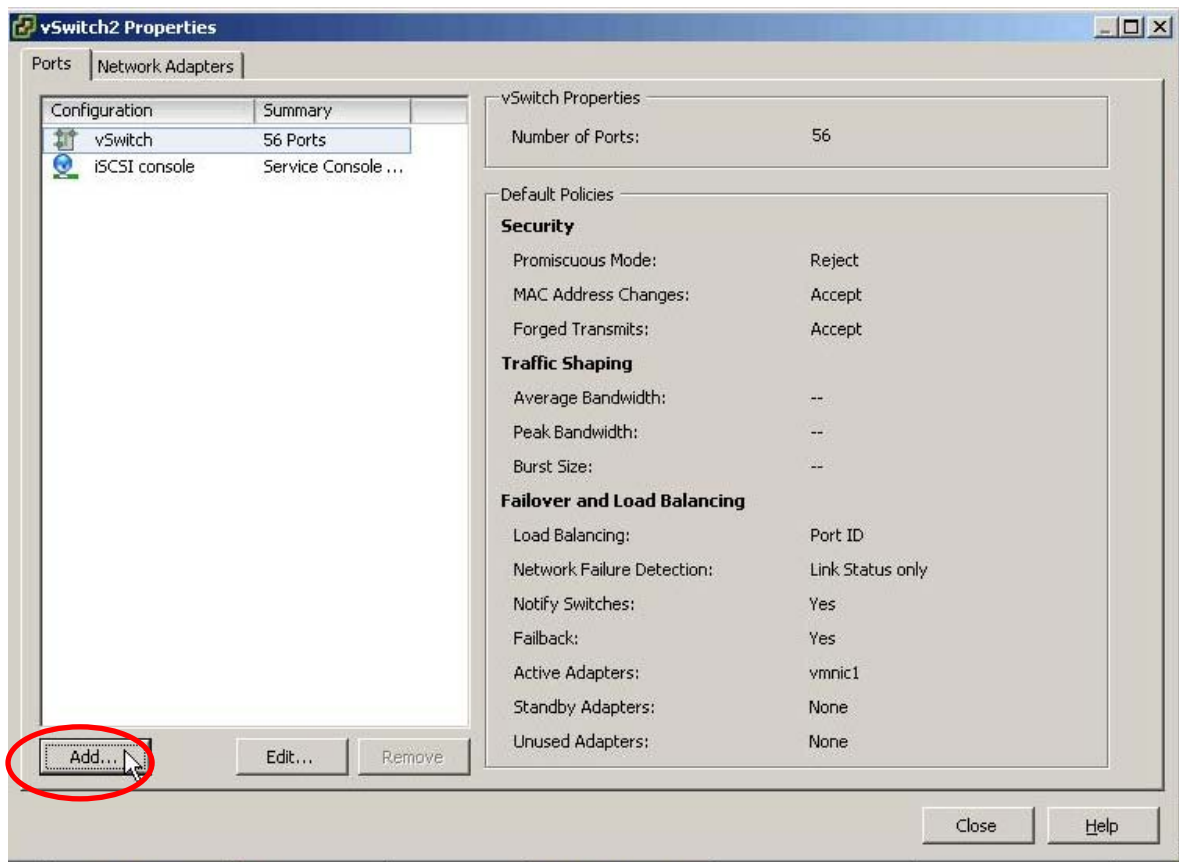 vSwitch2 Properties
Ports Network Adapters
Configuration Summary
vSwitch 56 Ports
iSCSI console Service Console ...
Add... Edit... Remove
vSwitch Properties
Number of Ports: 56
Default Policies
Security
Promiscuous Mode: Reject
MAC Address Changes: Accept
Forged Transmits: Accept
Traffic Shaping
Average Bandwidth: --
Peak Bandwidth: --
Burst Size: --
Failover and Load Balancing
Load Balancing: Port ID
Network Failure Detection: Link Status only
Notify Switches: Yes
Failback: Yes
Active Adapters: vmnic1
Standby Adapters: None
Unused Adapters: None
Close Help